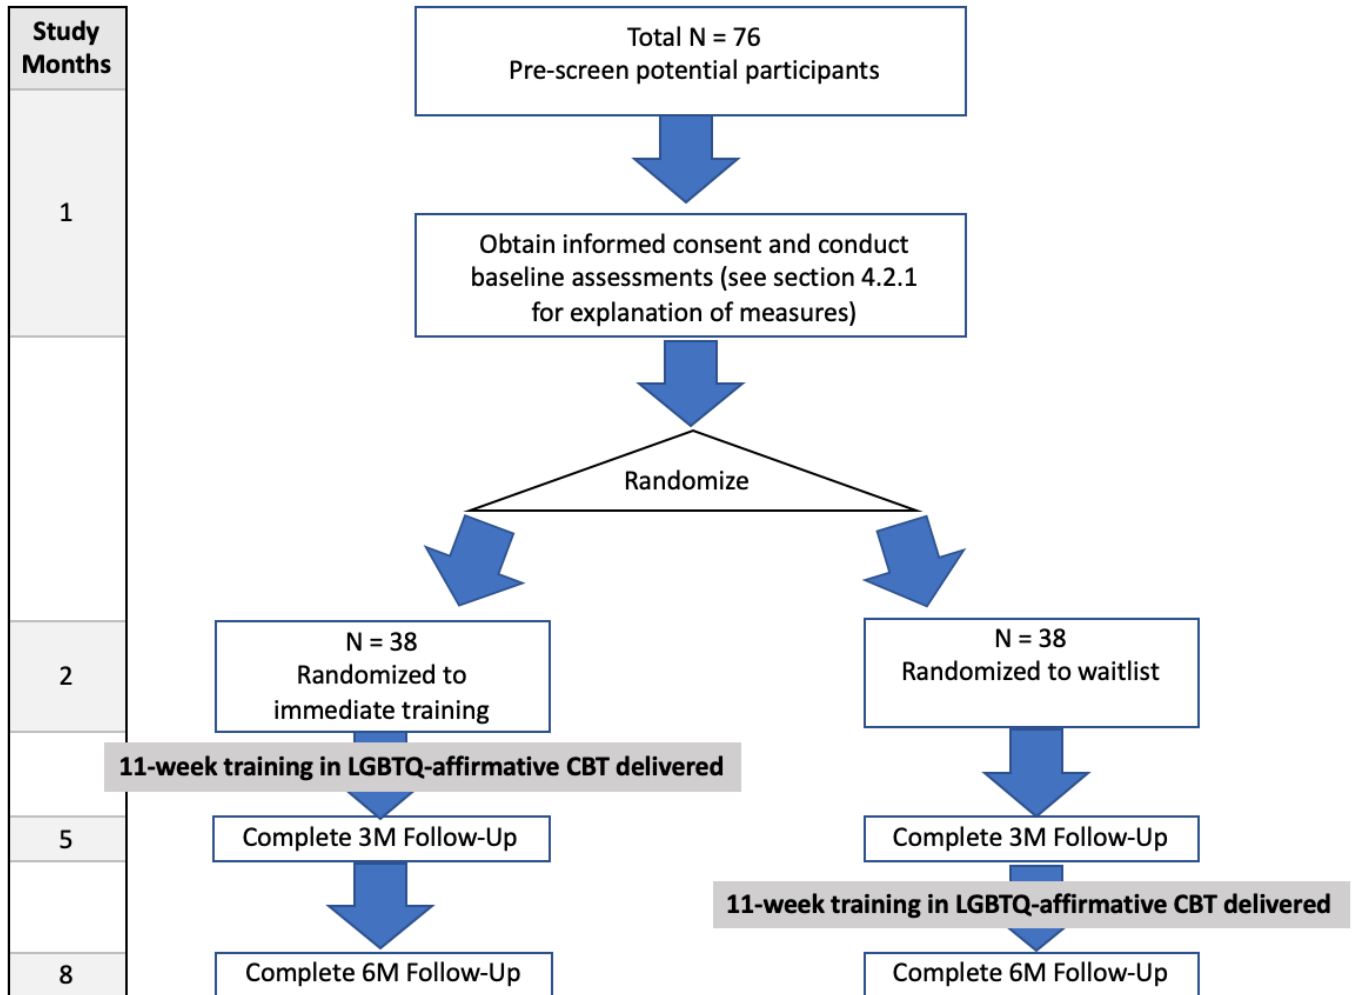 Study
Months
Total N = 76
Pre-screen potential participants
1
Obtain informed consent and conduct
baseline assessments (see section 4.2.1
for explanation of measures)
Randomize
2
N = 38
Randomized to
immediate training
N = 38
Randomized to waitlist
11-week training in LGBTQ-affirmative CBT delivered
5
Complete 3M Follow-Up
Complete 3M Follow-Up
11-week training in LGBTQ-affirmative CBT delivered
8
Complete 6M Follow-Up
Complete 6M Follow-Up